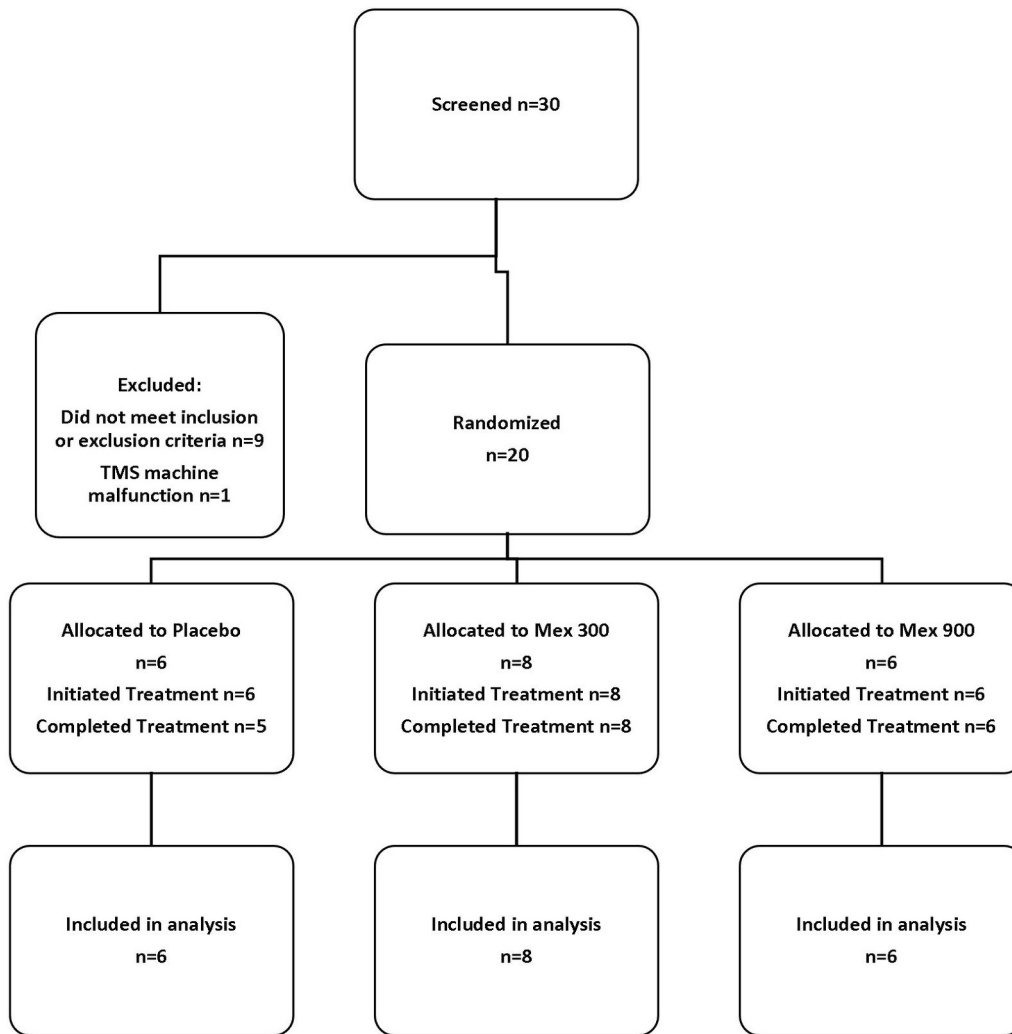 Screened n=30
Excluded:
Did not meet inclusion
or exclusion criteria n=9
TMS machine
malfunction n=1
Randomized
n=20
Allocated to Placebo
n=6
Initiated Treatment n=6
Completed Treatment n=5
Allocated to Mex 300
n=8
Initiated Treatment n=8
Completed Treatment n=8
Allocated to Mex 900
n=6
Initiated Treatment n=6
Completed Treatment n=6
Included in analysis
n=6
Included in analysis
n=8
Included in analysis
n=6